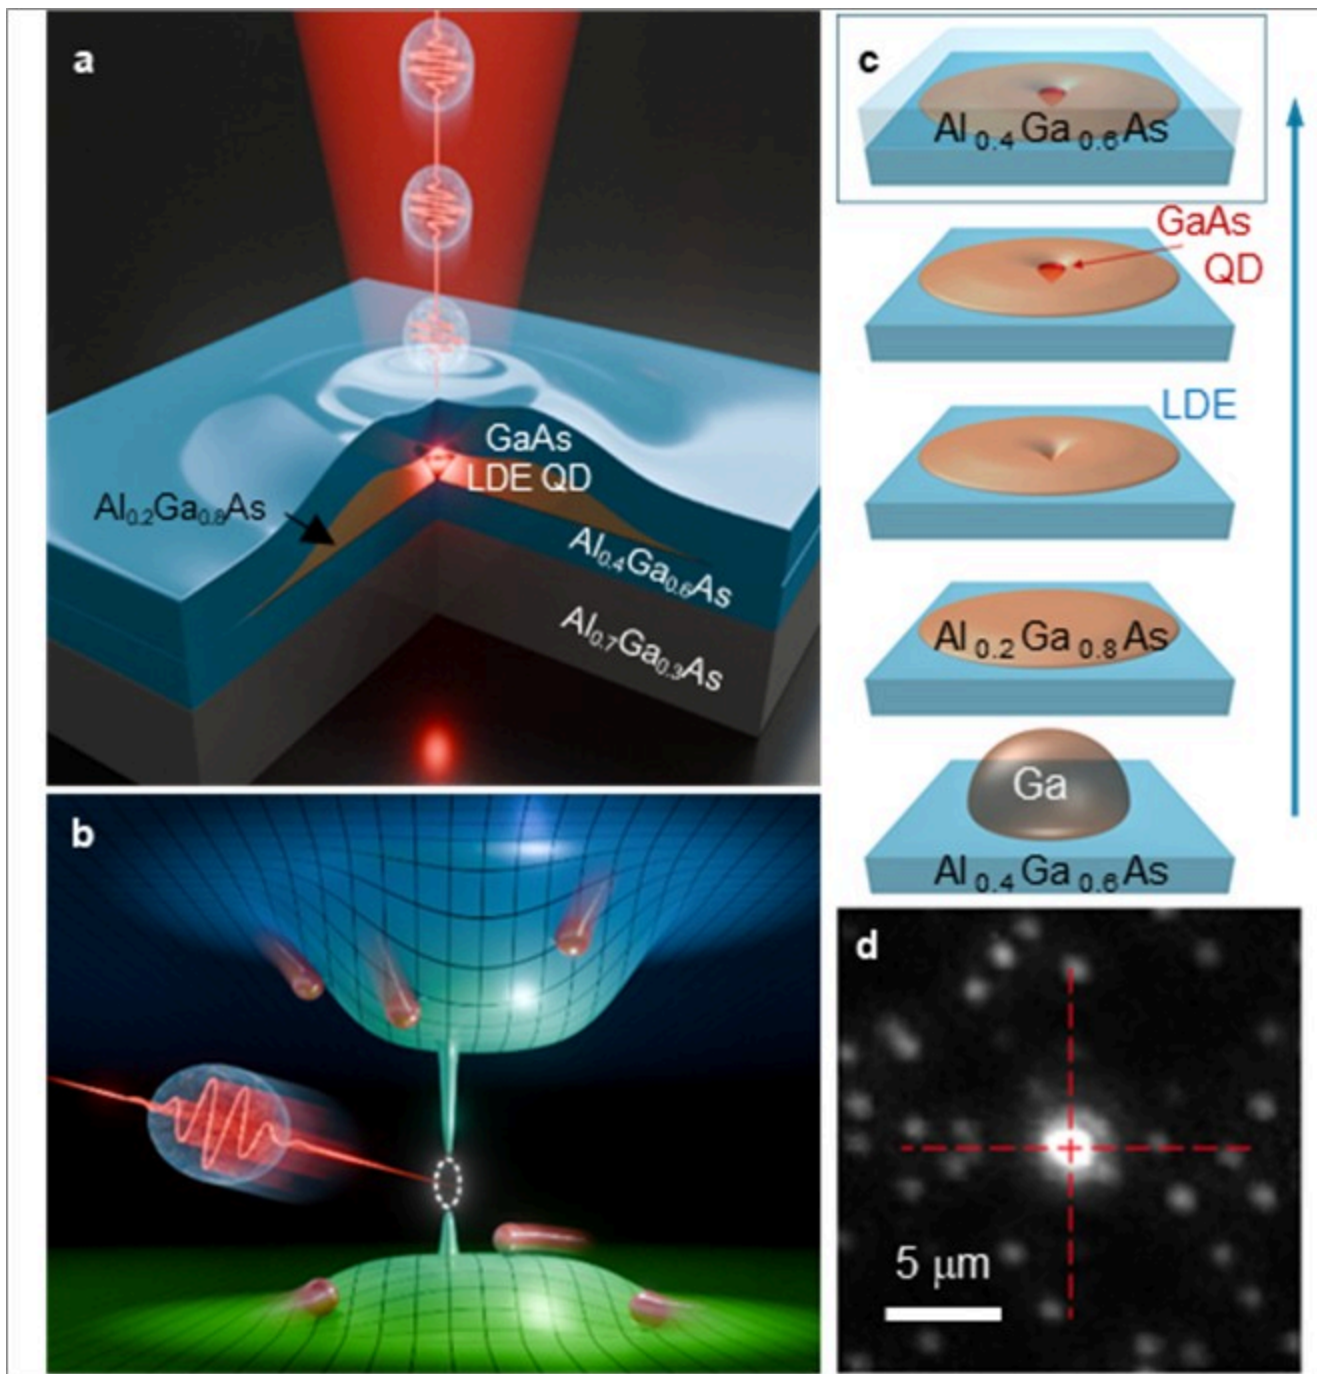 a
GaAs
LDE QD
Al0.2Ga0.8As
Al0.4Ga0.6As
Al0.7Ga0.3As
b
c
Al 0.4 Ga 0.6 As
GaAs
QD
LDE
Al 0.2 Ga 0.8 As
Ga
Al 0.4 Ga 0.6 As
d
5 μm